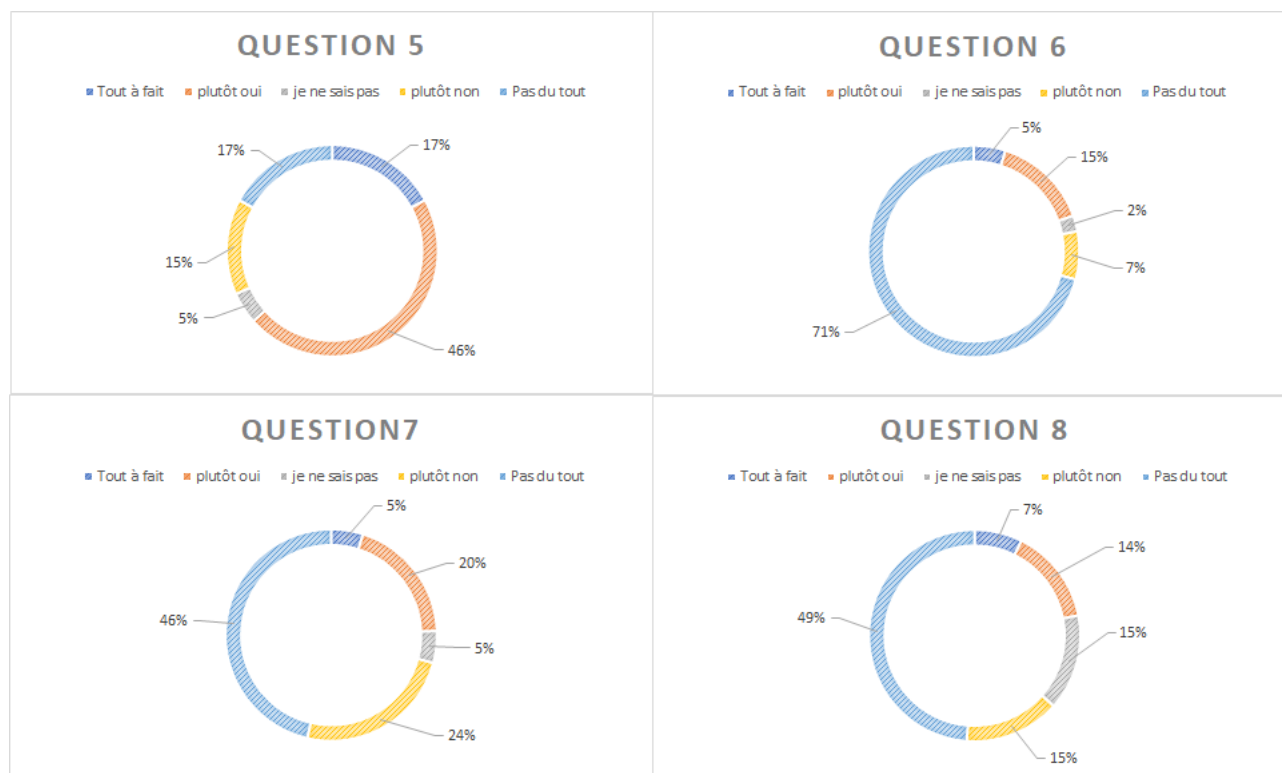 QUESTION 5
Tout à fait plutôt oui je ne sais pas plutôt non Pas du tout
17% 17%
15%
5%
46%
QUESTION 6
Tout à fait plutôt oui je ne sais pas plutôt non Pas du tout
5%
15%
2%
7%
71%
QUESTION7
Tout à fait plutôt oui je ne sais pas plutôt non Pas du tout
5%
20%
46%
5%
24%
QUESTION 8
Tout à fait plutôt oui je ne sais pas plutôt non Pas du tout
7%
14%
49%
15%
15%